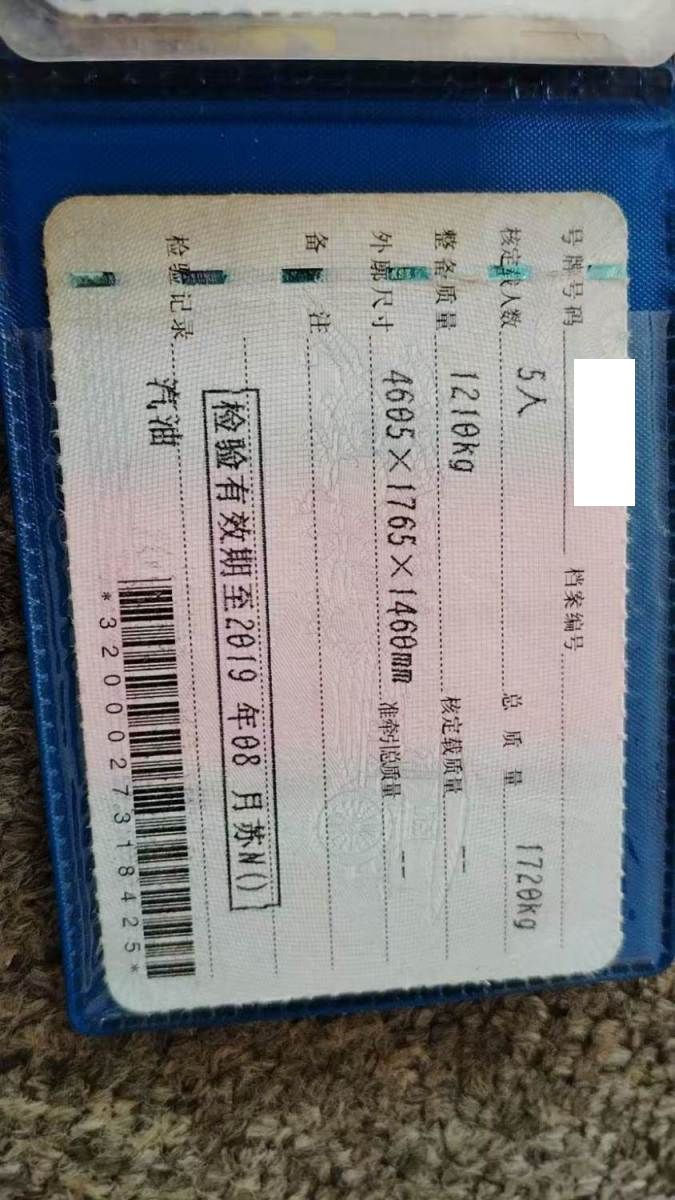 号牌号码 档案编号
核定载人数 5人 总质量 1720kg
整备质量 1210kg 核定载质量 --
外廓尺寸 4605×1765×1460mm 准牵引总质量 --
备注
检验有效期至2019年08月苏N()
检验记录 汽油
*3200027318425*